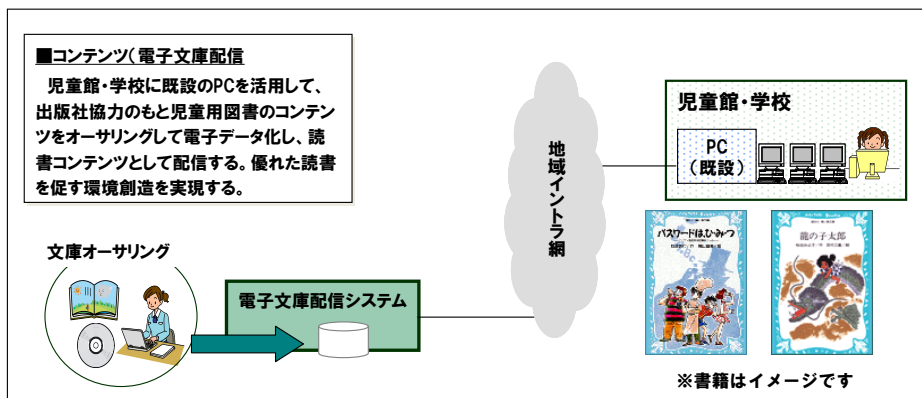 ■コンテンツ(電子文庫配信
児童館・学校に既設のPCを活用して、
出版社協力のもと児童用図書のコンテン
ツをオーサリングして電子データ化し、読
書コンテンツとして配信する。優れた読書
を促す環境創造を実現する。
文庫オーサリング
電子文庫配信システム
地域イントラ網
児童館・学校
PC
(既設)
パスワードは、ひ・み・つ
龍の子太郎
※書籍はイメージです